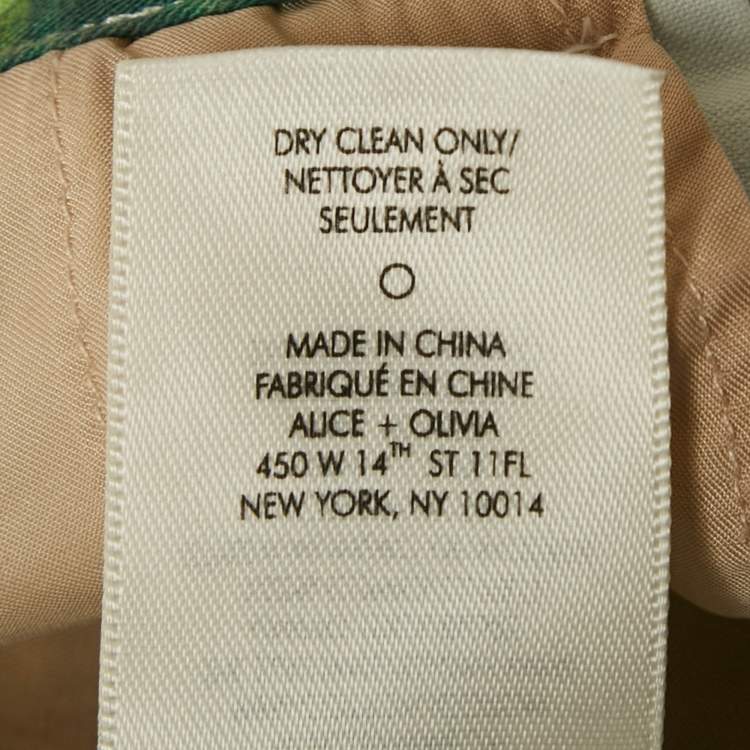 DRY CLEAN ONLY/
NETTOYER À SEC
SEULEMENT
MADE IN CHINA
FABRIQUÉ EN CHINE
ALICE + OLIVIA
450 W 14TH ST 11FL
NEW YORK, NY 10014